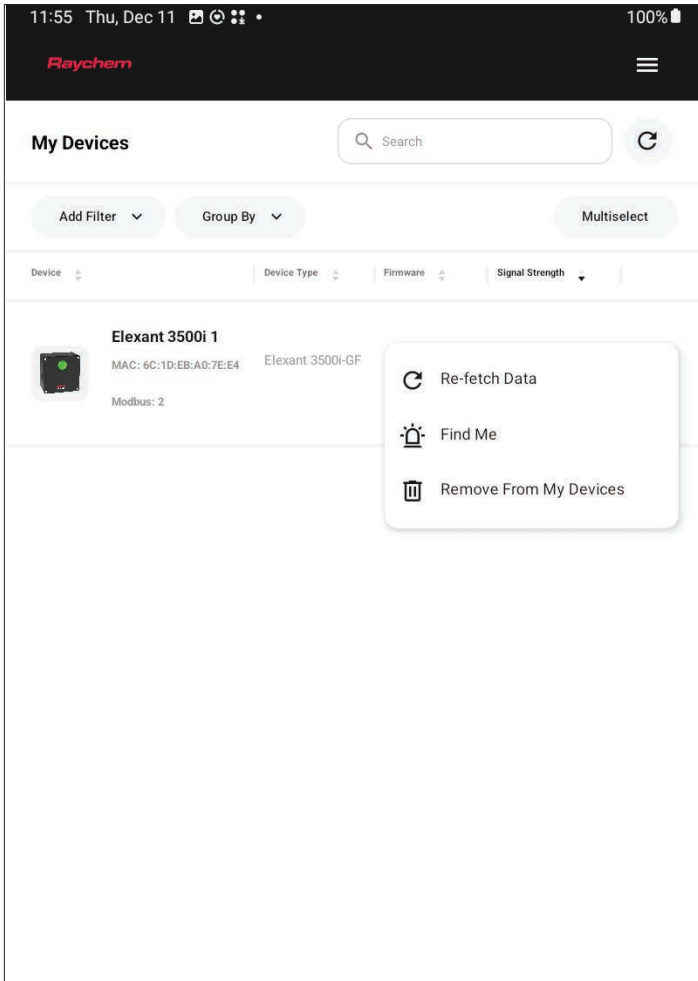 11:55 Thu, Dec 11 100%
Raychem
My Devices Search
Add Filter Group By Multiselect
Device Device Type Firmware Signal Strength
Elexant 3500i 1
MAC: 6C:1D:EB:A0:7E:E4 Elexant 3500i-GF
Modbus: 2
Re-fetch Data
Find Me
Remove From My Devices